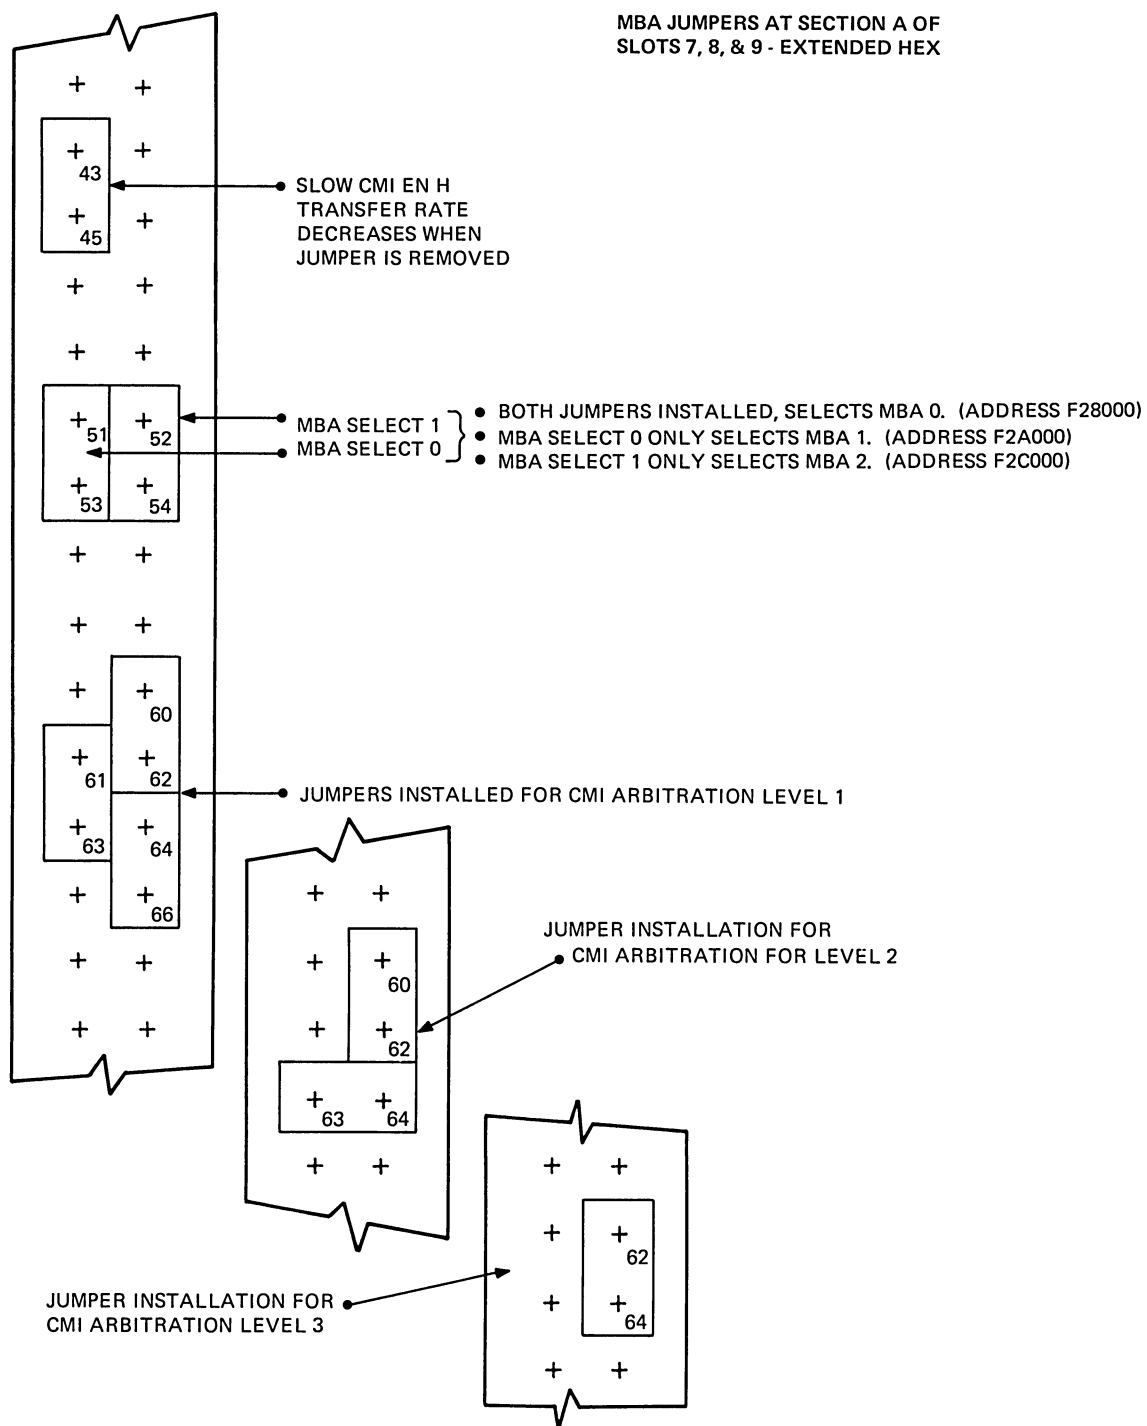 MBA JUMPERS AT SECTION A OF
SLOTS 7, 8, & 9 - EXTENDED HEX
43
45
SLOW CMI EN H
TRANSFER RATE
DECREASES WHEN
JUMPER IS REMOVED
51
52
53
54
MBA SELECT 1
MBA SELECT 0
BOTH JUMPERS INSTALLED, SELECTS MBA 0. (ADDRESS F28000)
MBA SELECT 0 ONLY SELECTS MBA 1. (ADDRESS F2A000)
MBA SELECT 1 ONLY SELECTS MBA 2. (ADDRESS F2C000)
60
61
62
63
64
66
JUMPERS INSTALLED FOR CMI ARBITRATION LEVEL 1
60
62
63
64
JUMPER INSTALLATION FOR
CMI ARBITRATION FOR LEVEL 2
62
64
JUMPER INSTALLATION FOR
CMI ARBITRATION LEVEL 3